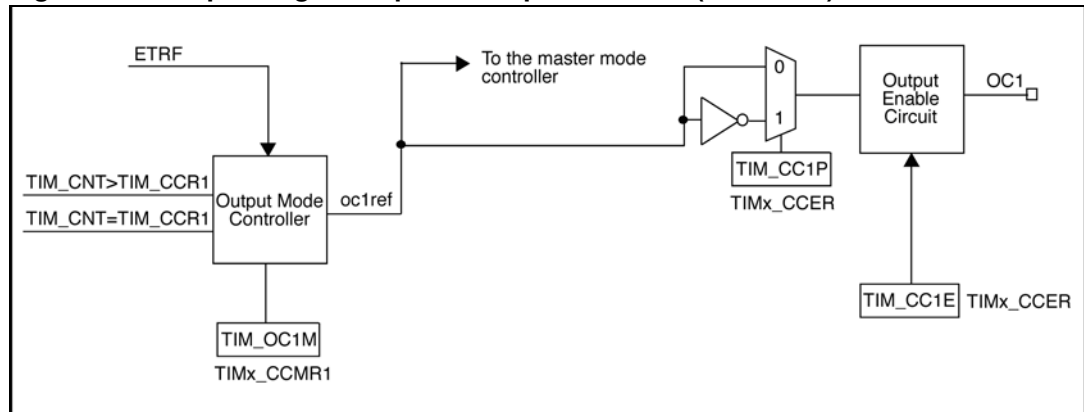 ETRF
To the master mode
controller
0
1
Output
Enable
Circuit
OC1
TIM_CC1P
TIMx_CCER
TIM_CNT>TIM_CCR1
TIM_CNT=TIM_CCR1
Output Mode
Controller
oc1ref
TIM_CC1E
TIMx_CCER
TIM_OC1M
TIMx_CCMR1